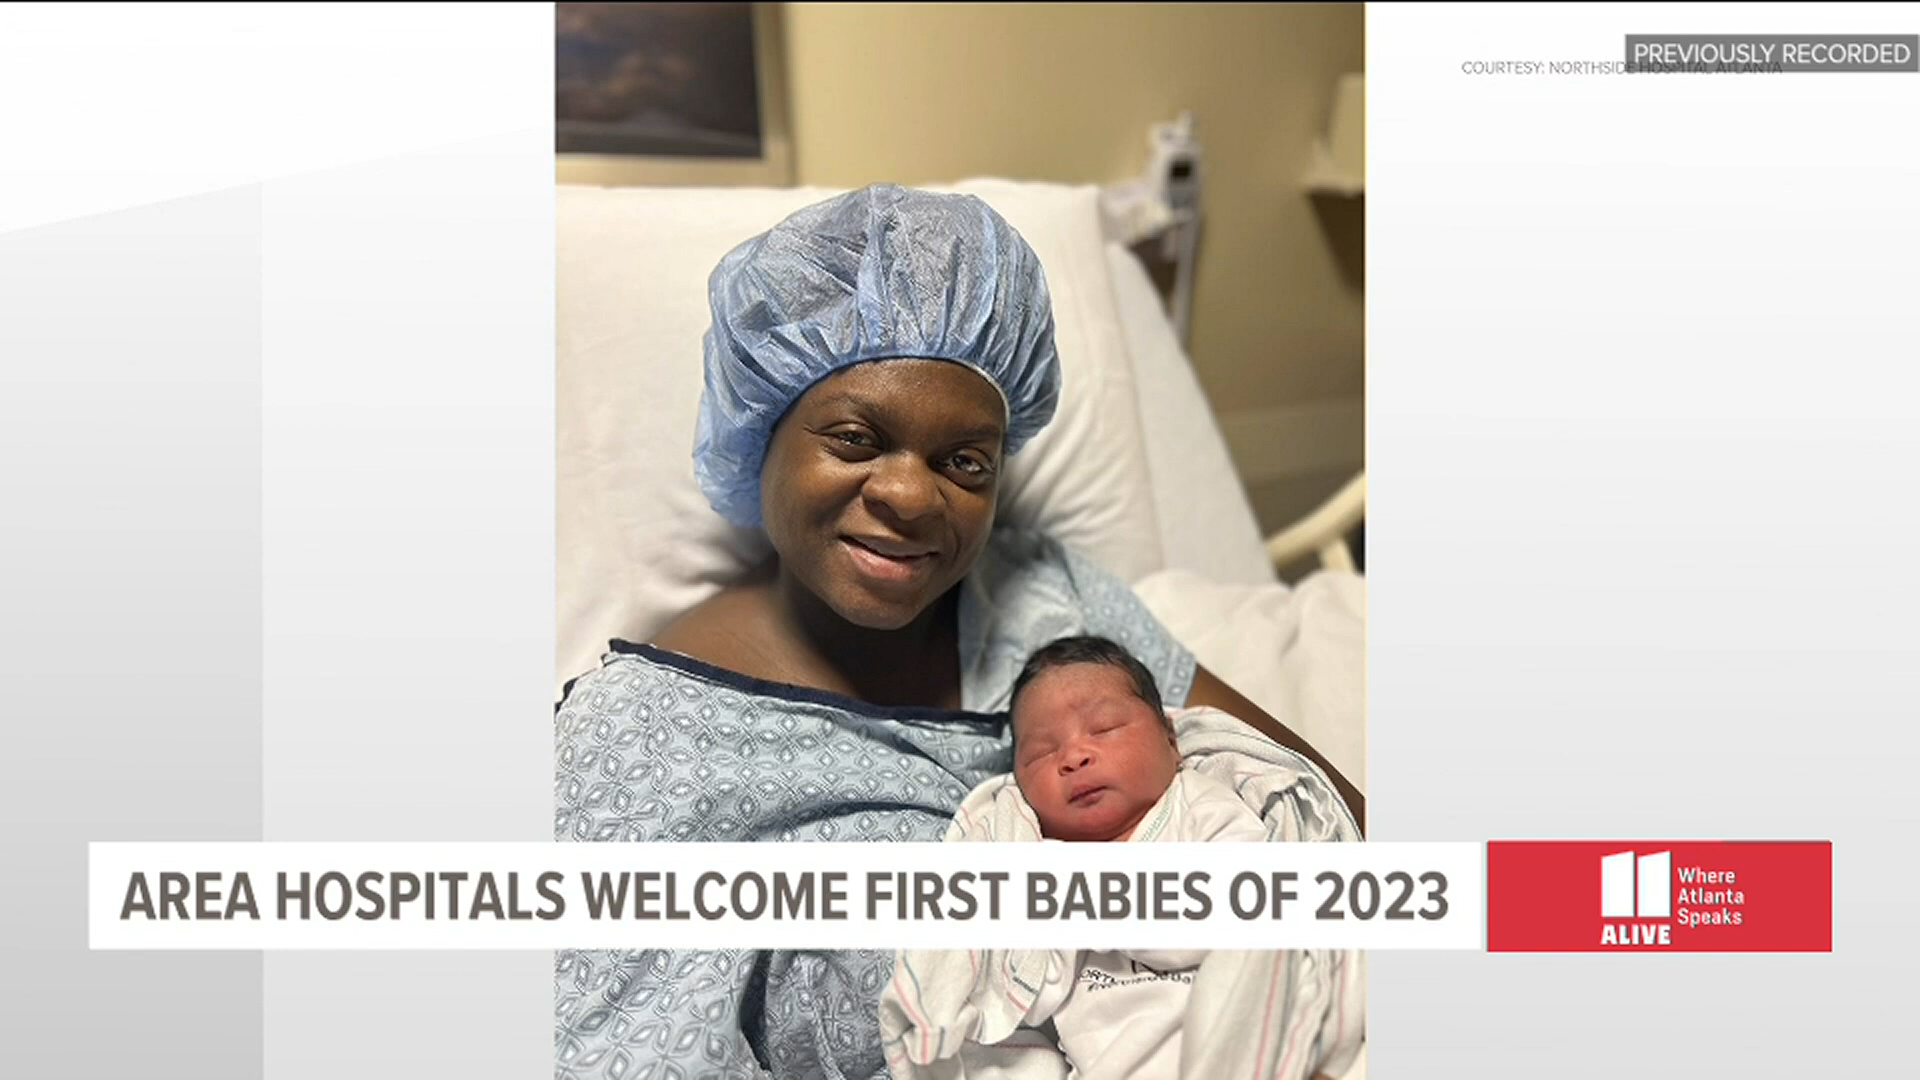 PREVIOUSLY RECORDED
COURTESY: NORTHSIDE HOSPITAL ATLANTA
AREA HOSPITALS WELCOME FIRST BABIES OF 2023
11
ALIVE
Where
Atlanta
Speaks